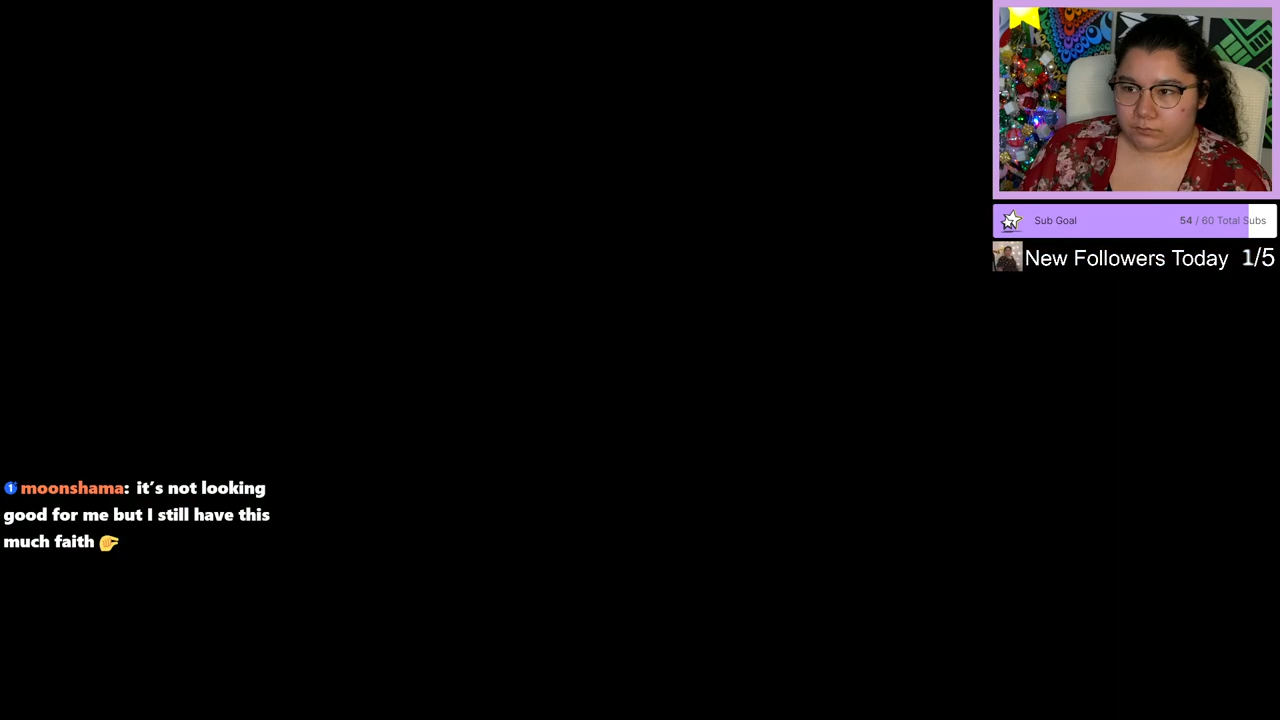 Sub Goal 54 / 60 Total Subs
New Followers Today 1/5
moonshama: it's not looking
good for me but I still have this
much faith 🤏